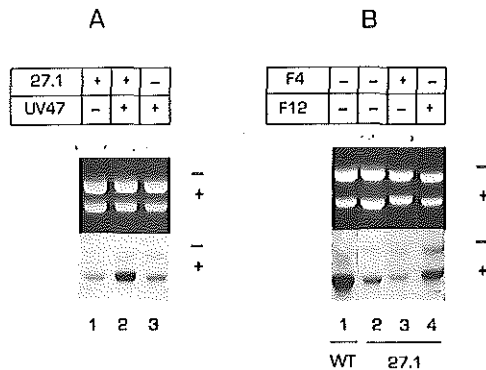 A
B
27.1 + + −
UV47 − + +
F4 − − + −
F12 − − − +
−
+
−
+
−
+
−
+
1 2 3
1 2 3 4
WT 27.1